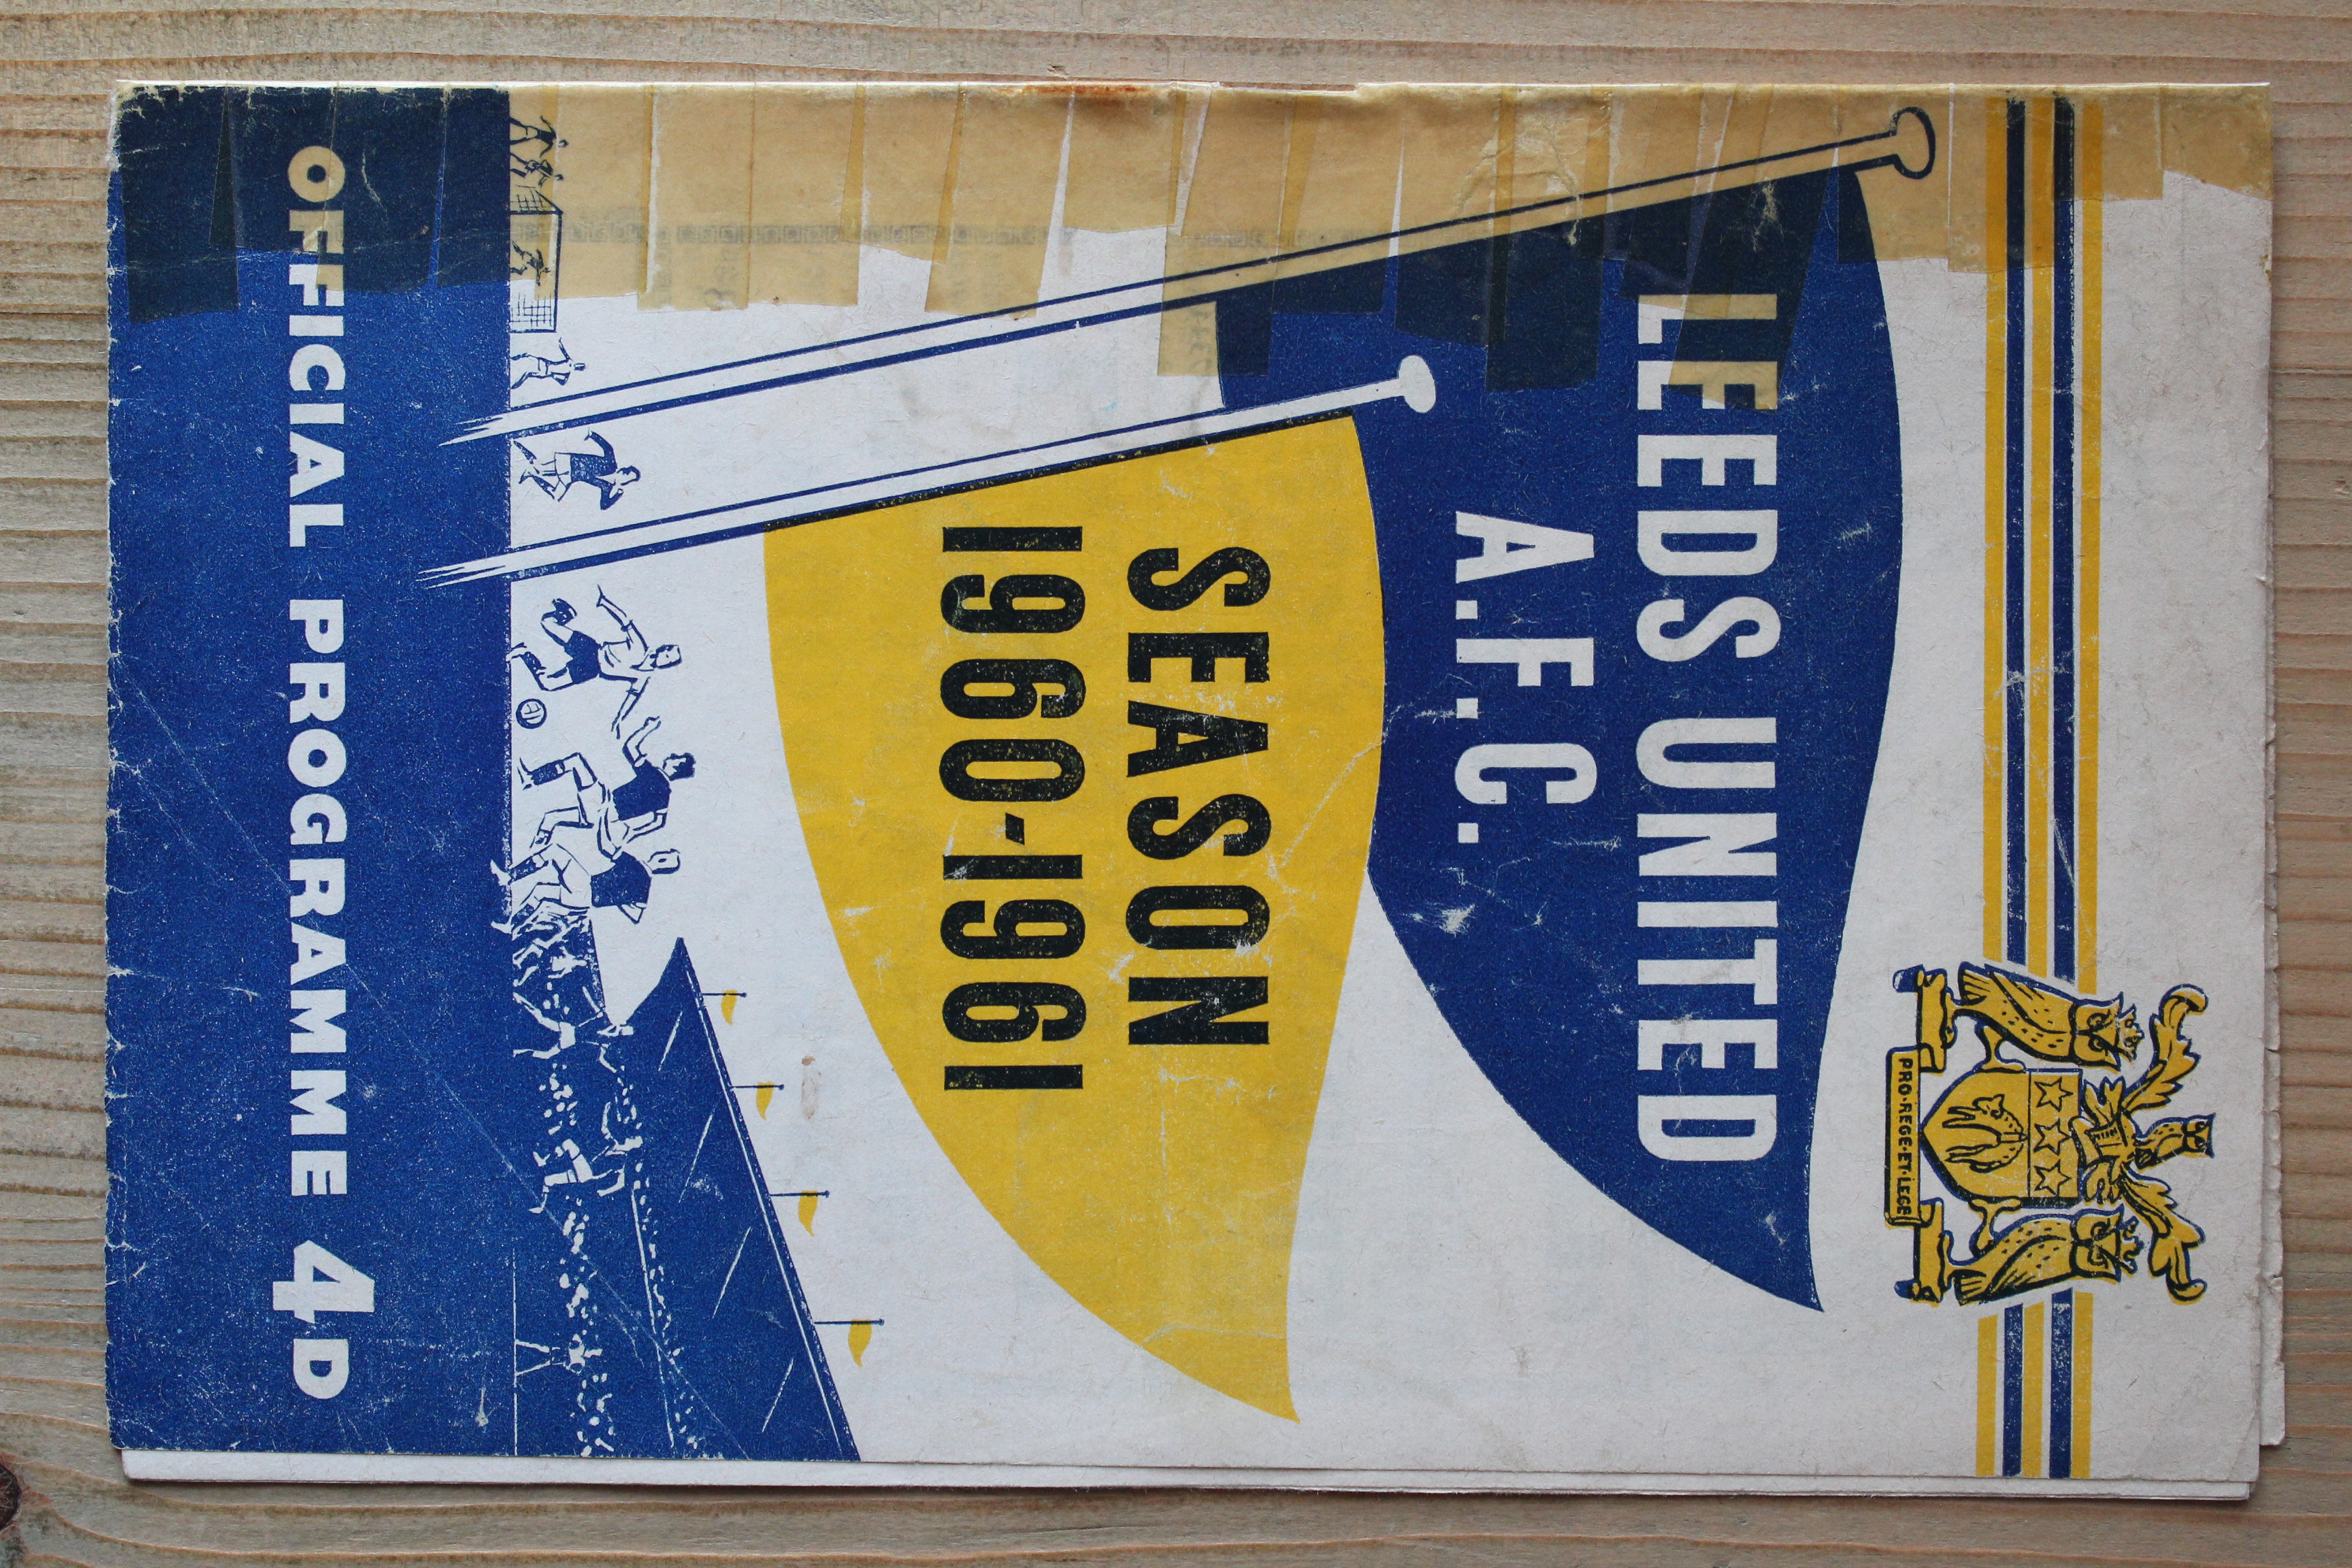 PRO·REGE·ET·LEGE
LEEDS UNITED
A.F.C.
SEASON
1960-1961
OFFICIAL PROGRAMME 4D